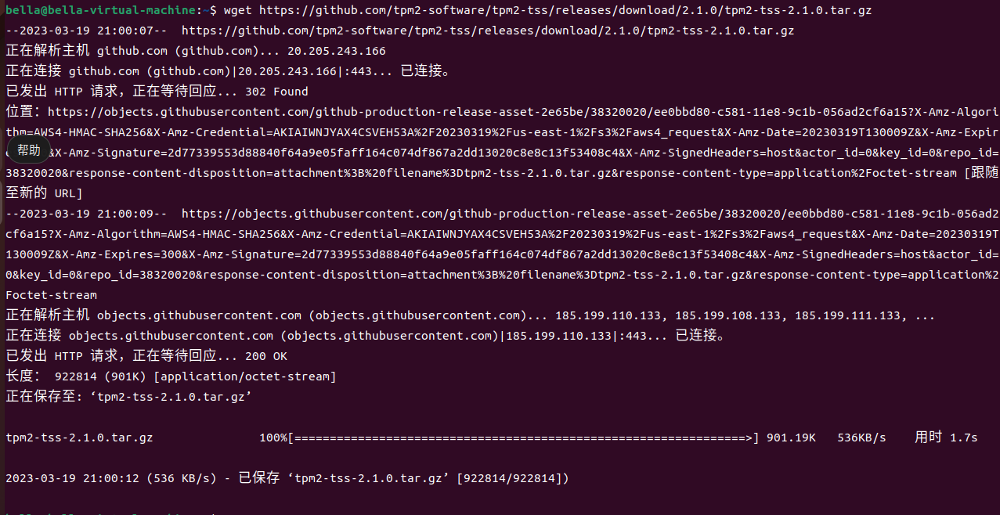 bella@bella-virtual-machine:~$ wget https://github.com/tpm2-software/tpm2-tss/releases/download/2.1.0/tpm2-tss-2.1.0.tar.gz
--2023-03-19 21:00:07--  https://github.com/tpm2-software/tpm2-tss/releases/download/2.1.0/tpm2-tss-2.1.0.tar.gz
正在解析主机 github.com (github.com)... 20.205.243.166
正在连接 github.com (github.com)|20.205.243.166|:443... 已连接。
已发出 HTTP 请求，正在等待回应... 302 Found
位置：https://objects.githubusercontent.com/github-production-release-asset-2e65be/38320020/ee0bbd80-c581-11e8-9c1b-056ad2cf6a15?X-Amz-Algori
thm=AWS4-HMAC-SHA256&X-Amz-Credential=AKIAIWNJYAX4CSVEH53A%2F20230319%2Fus-east-1%2Fs3%2Faws4_request&X-Amz-Date=20230319T130009Z&X-Amz-Expir
帮助
&X-Amz-Signature=2d77339553d88840f64a9e05faff164c074df867a2dd13020c8e8c13f53408c4&X-Amz-SignedHeaders=host&actor_id=0&key_id=0&repo_id=
38320020&response-content-disposition=attachment%3B%20filename%3Dtpm2-tss-2.1.0.tar.gz&response-content-type=application%2Foctet-stream [跟随
至新的 URL]
--2023-03-19 21:00:09--  https://objects.githubusercontent.com/github-production-release-asset-2e65be/38320020/ee0bbd80-c581-11e8-9c1b-056ad2
cf6a15?X-Amz-Algorithm=AWS4-HMAC-SHA256&X-Amz-Credential=AKIAIWNJYAX4CSVEH53A%2F20230319%2Fus-east-1%2Fs3%2Faws4_request&X-Amz-Date=20230319T
130009Z&X-Amz-Expires=300&X-Amz-Signature=2d77339553d88840f64a9e05faff164c074df867a2dd13020c8e8c13f53408c4&X-Amz-SignedHeaders=host&actor_id=
0&key_id=0&repo_id=38320020&response-content-disposition=attachment%3B%20filename%3Dtpm2-tss-2.1.0.tar.gz&response-content-type=application%2
Foctet-stream
正在解析主机 objects.githubusercontent.com (objects.githubusercontent.com)... 185.199.110.133, 185.199.108.133, 185.199.111.133, ...
正在连接 objects.githubusercontent.com (objects.githubusercontent.com)|185.199.110.133|:443... 已连接。
已发出 HTTP 请求，正在等待回应... 200 OK
长度： 922814 (901K) [application/octet-stream]
正在保存至: ‘tpm2-tss-2.1.0.tar.gz’
tpm2-tss-2.1.0.tar.gz               100%[================================================================>] 901.19K   536KB/s    用时 1.7s
2023-03-19 21:00:12 (536 KB/s) - 已保存 ‘tpm2-tss-2.1.0.tar.gz’ [922814/922814])